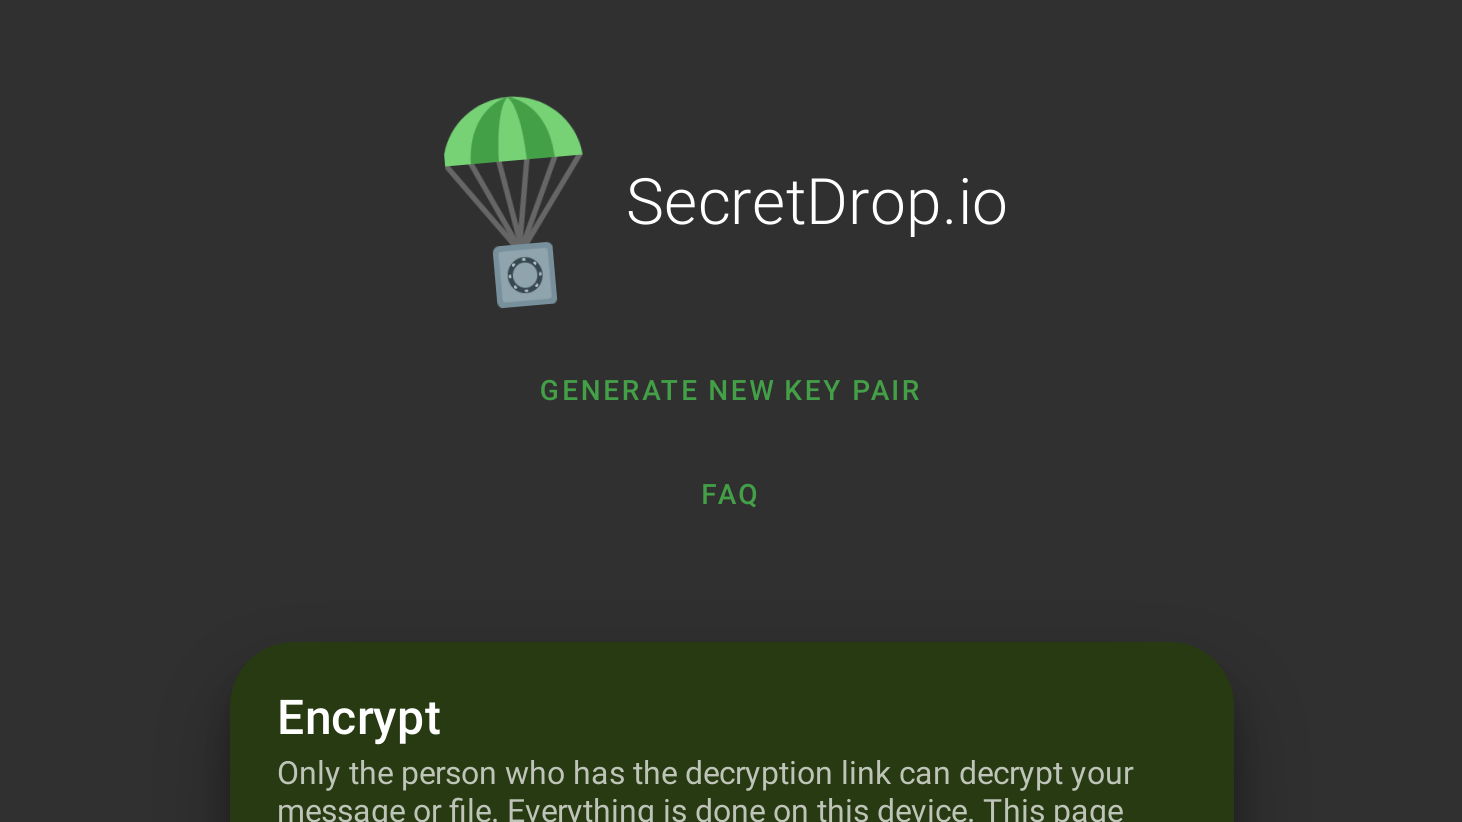 SecretDrop.io
GENERATE NEW KEY PAIR
FAQ
Encrypt
Only the person who has the decryption link can decrypt your
message or file. Everything is done on this device. This page